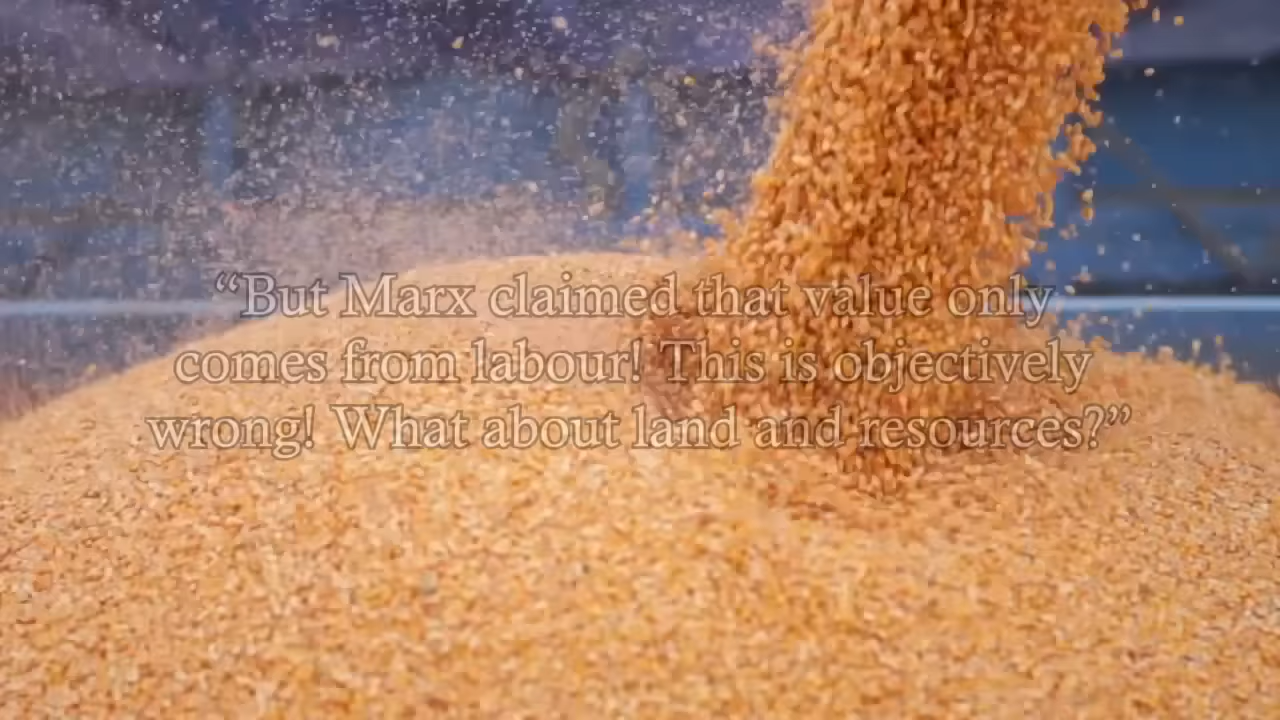 “But Marx claimed that value only
comes from labour! This is objectively
wrong! What about land and resources?”